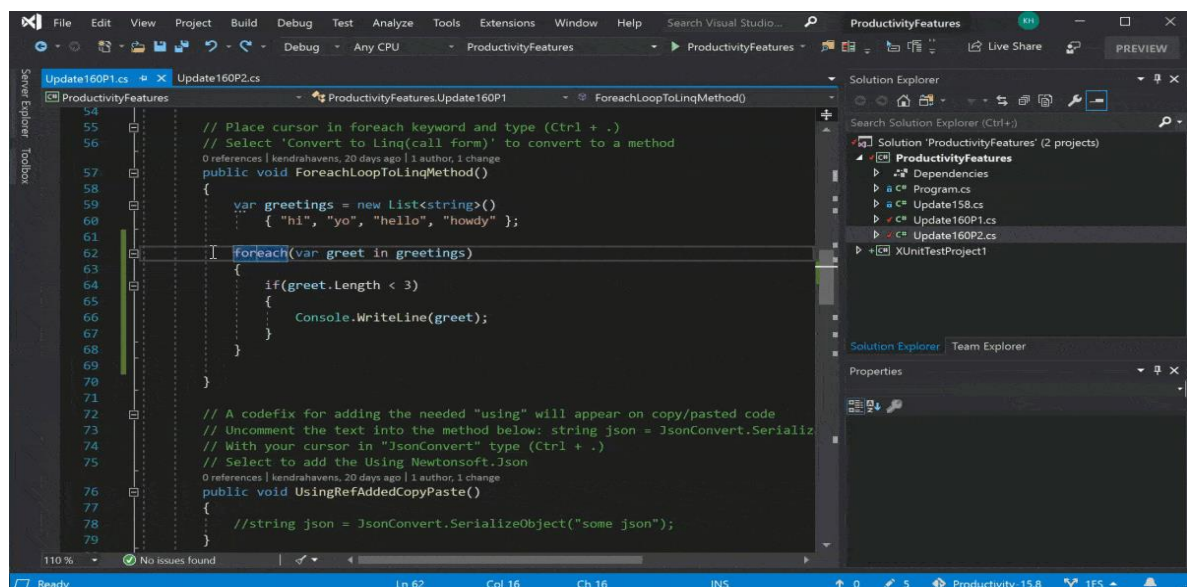 File Edit View Project Build Debug Test Analyze Tools Extensions Window Help Search Visual Studio... ProductivityFeatures KH
Debug Any CPU ProductivityFeatures ProductivityFeatures Live Share PREVIEW
Server Explorer
Toolbox
Update160P1.cs Update160P2.cs
C# ProductivityFeatures ProductivityFeatures.Update160P1 ForeachLoopToLinqMethod()
54
55 // Place cursor in foreach keyword and type (Ctrl + .)
56 // Select 'Convert to Linq(call form)' to convert to a method
0 references | kendrahavens, 20 days ago | 1 author, 1 change
57 public void ForeachLoopToLinqMethod()
58 {
59 var greetings = new List<string>()
60 { "hi", "yo", "hello", "howdy" };
61
62 foreach(var greet in greetings)
63 {
64 if(greet.Length < 3)
65 {
66 Console.WriteLine(greet);
67 }
68 }
69
70 }
71
72 // A codefix for adding the needed "using" will appear on copy/pasted code
73 // Uncomment the text into the method below: string json = JsonConvert.Serializ
74 // With your cursor in "JsonConvert" type (Ctrl + .)
75 // Select to add the Using Newtonsoft.Json
0 references | kendrahavens, 20 days ago | 1 author, 1 change
76 public void UsingRefAddedCopyPaste()
77 {
78 //string json = JsonConvert.SerializeObject("some json");
79 }
110 % No issues found
Solution Explorer
Search Solution Explorer (Ctrl+;)
Solution 'ProductivityFeatures' (2 projects)
C# ProductivityFeatures
Dependencies
C# Program.cs
C# Update158.cs
C# Update160P1.cs
C# Update160P2.cs
C# XUnitTestProject1
Solution Explorer Team Explorer
Properties
Ready Ln 62 Col 16 Ch 16 INS 0 5 Productivity-15.8 1ES